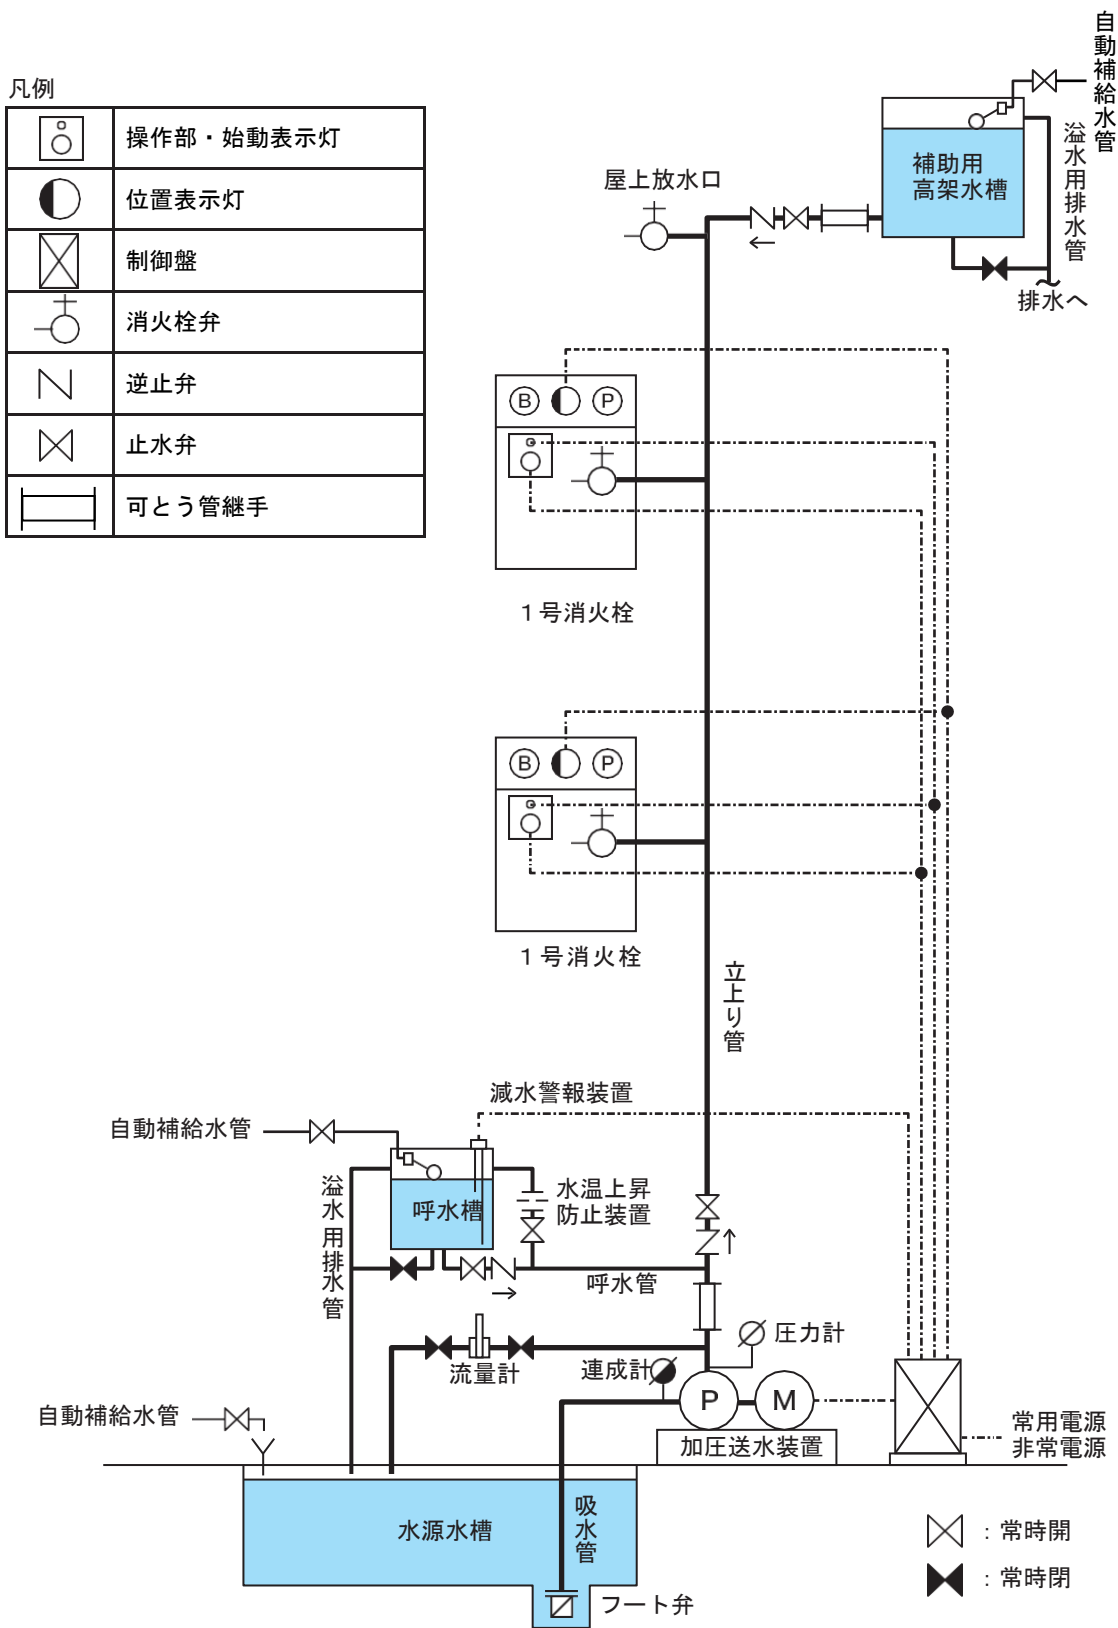 凡例
操作部・始動表示灯
位置表示灯
制御盤
消火栓弁
逆止弁
止水弁
可とう管継手
自動補給水管
溢水用排水管
補助用
高架水槽
屋上放水口
排水へ
B
P
1号消火栓
B
P
1号消火栓
立上り管
減水警報装置
自動補給水管
溢水用排水管
呼水槽
水温上昇
防止装置
呼水管
圧力計
流量計
連成計
P
M
自動補給水管
加圧送水装置
常用電源
非常電源
水源水槽
吸水管
フート弁
：常時開
：常時閉